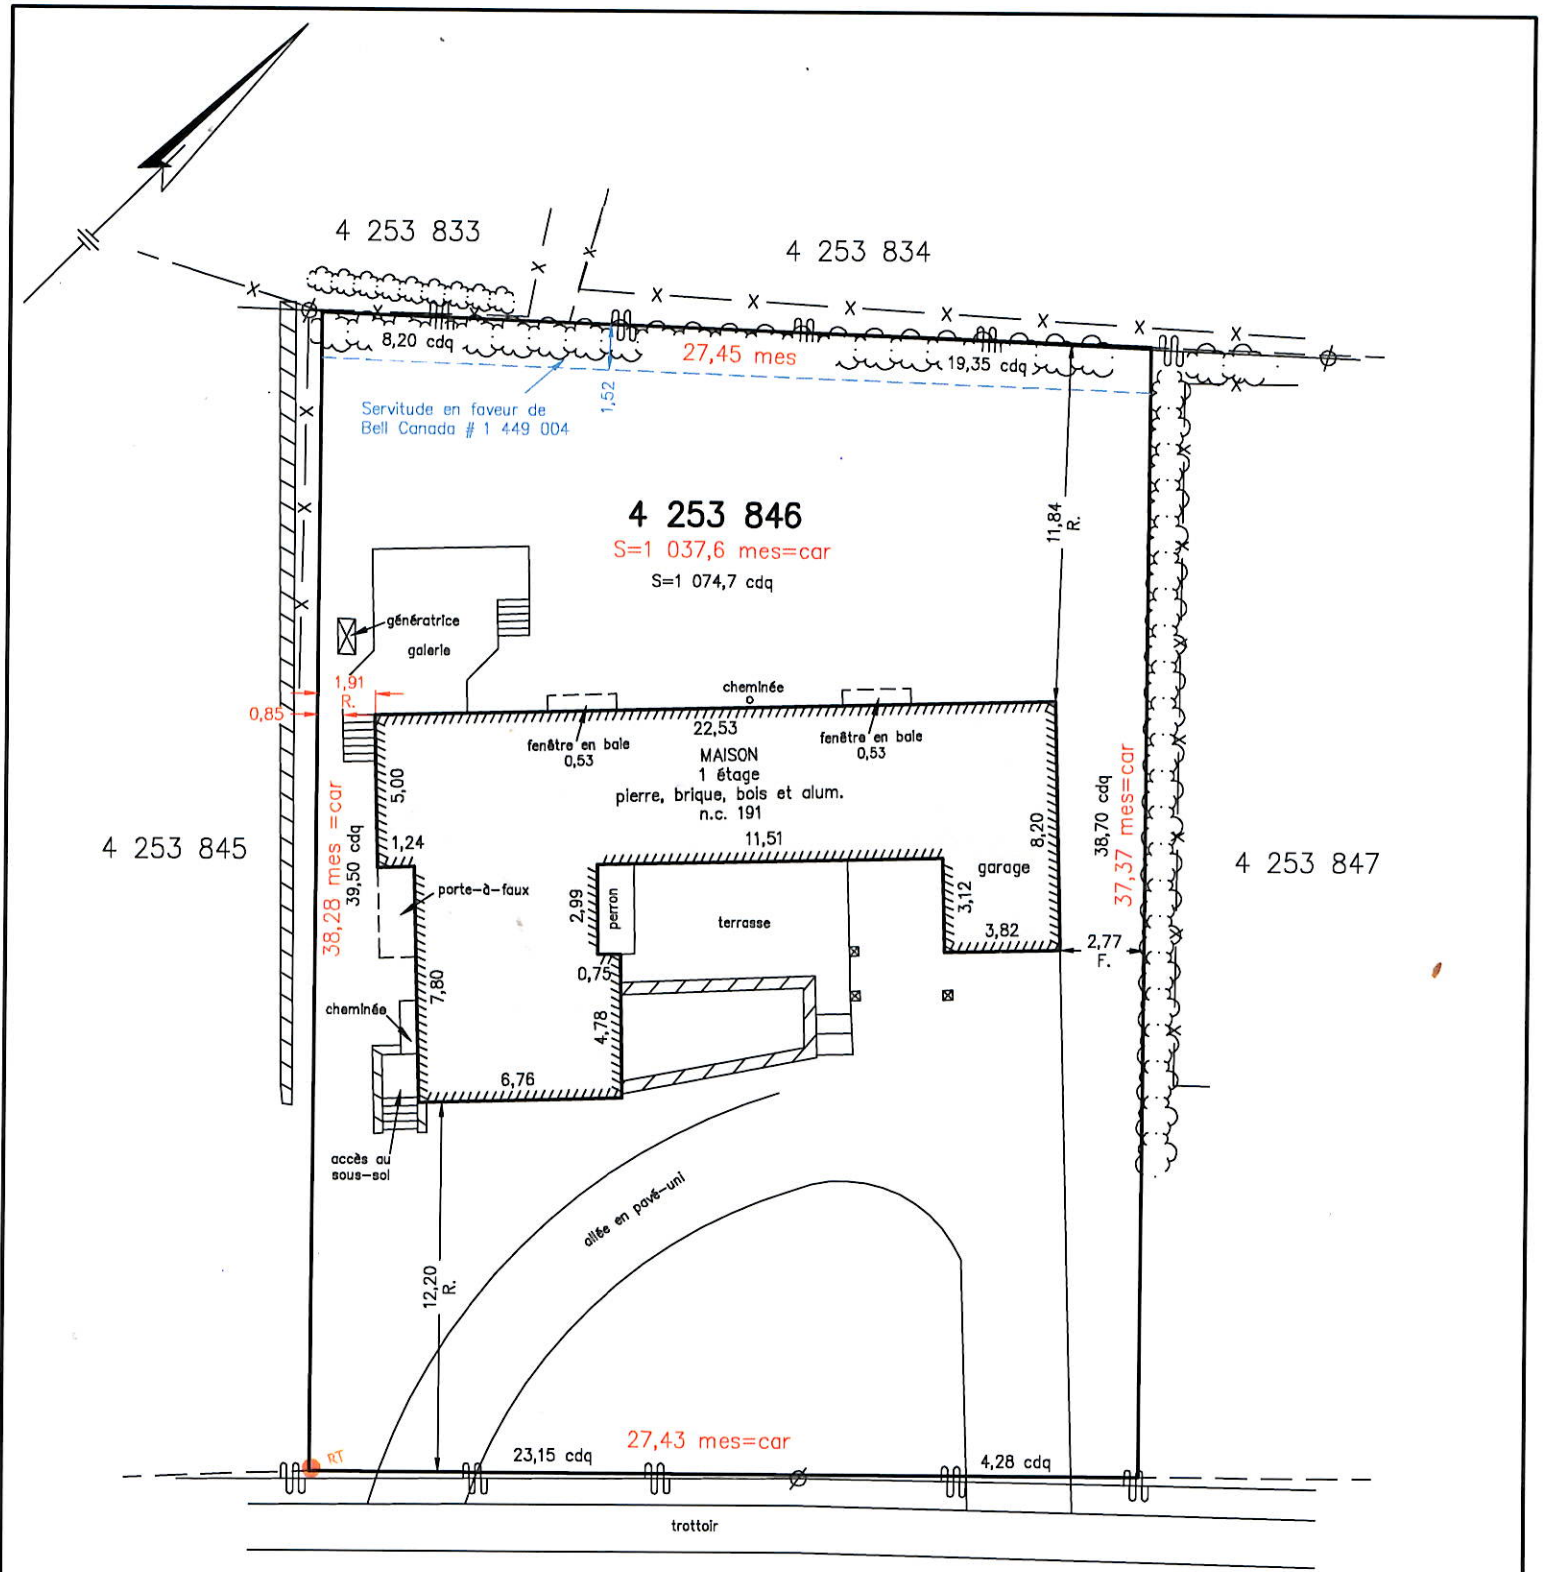 4 253 833
4 253 834
8,20 cdq
27,45 mes
19,35 cdq
1,52
Servitude en faveur de
Bell Canada # 1 449 004
4 253 846
S=1 037,6 mes=car
S=1 074,7 cdq
11,84
R.
génératrice
galerie
1,91
R.
0,85
cheminée
22,53
fenêtre en baie
0,53
fenêtre en baie
0,53
MAISON
1 étage
pierre, brique, bois et alum.
n.c. 191
5,00
1,24
11,51
8,20
garage
38,28 mes =car
39,50 cdq
38,70 cdq
37,37 mes=car
4 253 845
4 253 847
porte-à-faux
2,99
perron
terrasse
3,12
3,82
2,77
F.
0,75
7,80
cheminée
4,78
6,76
accès au
sous-sol
allée en pavé-uni
12,20
R.
RT
23,15 cdq
27,43 mes=car
4,28 cdq
trottoir